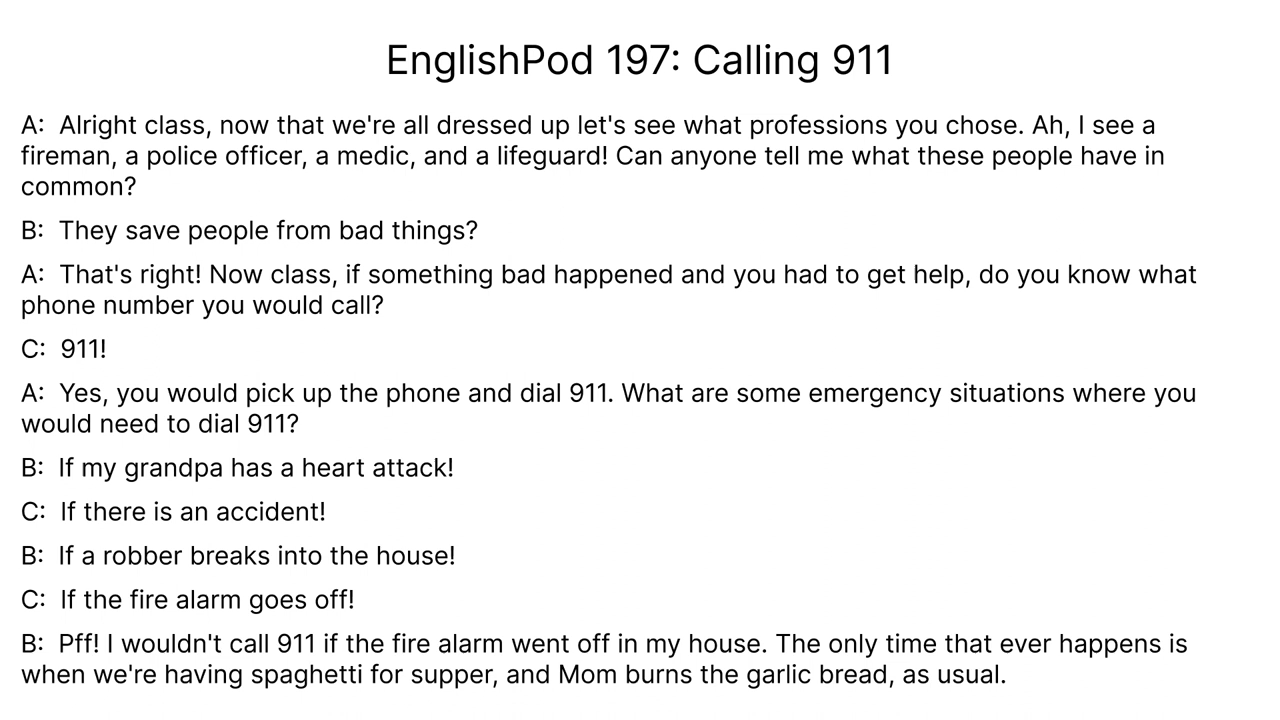 EnglishPod 197: Calling 911
A: Alright class, now that we're all dressed up let's see what professions you chose. Ah, I see a
fireman, a police officer, a medic, and a lifeguard! Can anyone tell me what these people have in
common?
B: They save people from bad things?
A: That's right! Now class, if something bad happened and you had to get help, do you know what
phone number you would call?
C: 911!
A: Yes, you would pick up the phone and dial 911. What are some emergency situations where you
would need to dial 911?
B: If my grandpa has a heart attack!
C: If there is an accident!
B: If a robber breaks into the house!
C: If the fire alarm goes off!
B: Pff! I wouldn't call 911 if the fire alarm went off in my house. The only time that ever happens is
when we're having spaghetti for supper, and Mom burns the garlic bread, as usual.